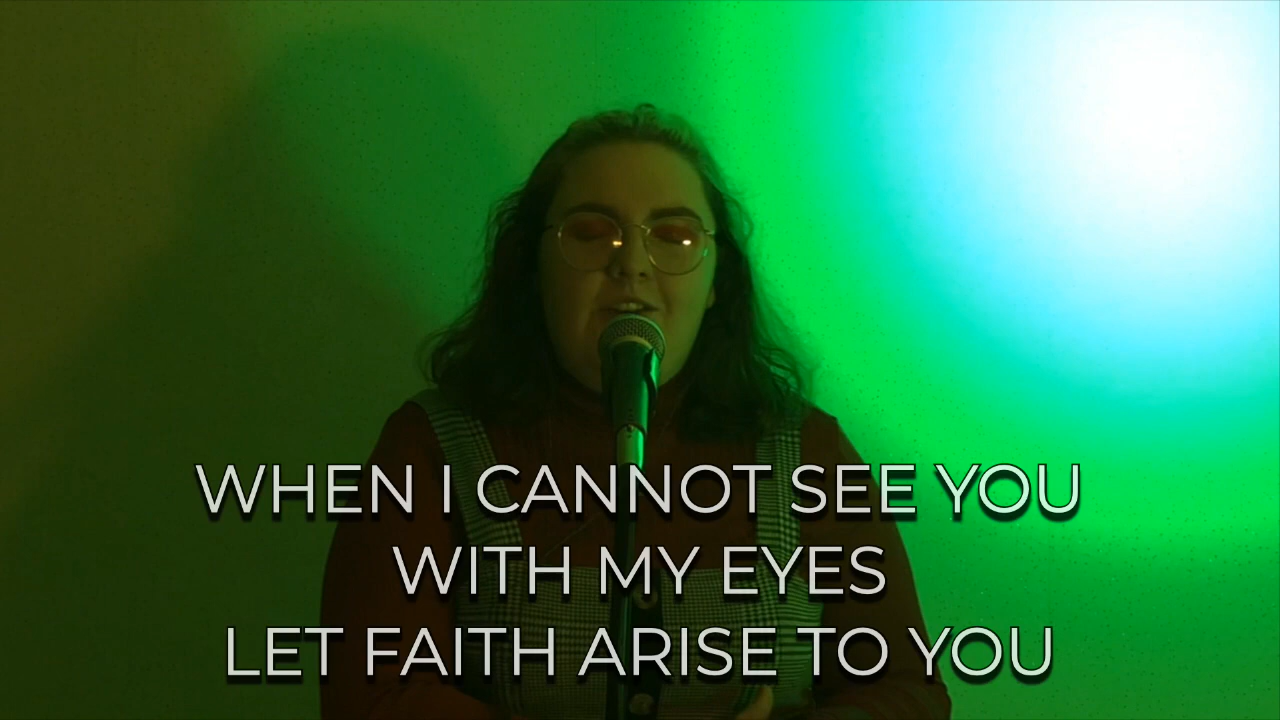 WHEN I CANNOT SEE YOU
WITH MY EYES
LET FAITH ARISE TO YOU